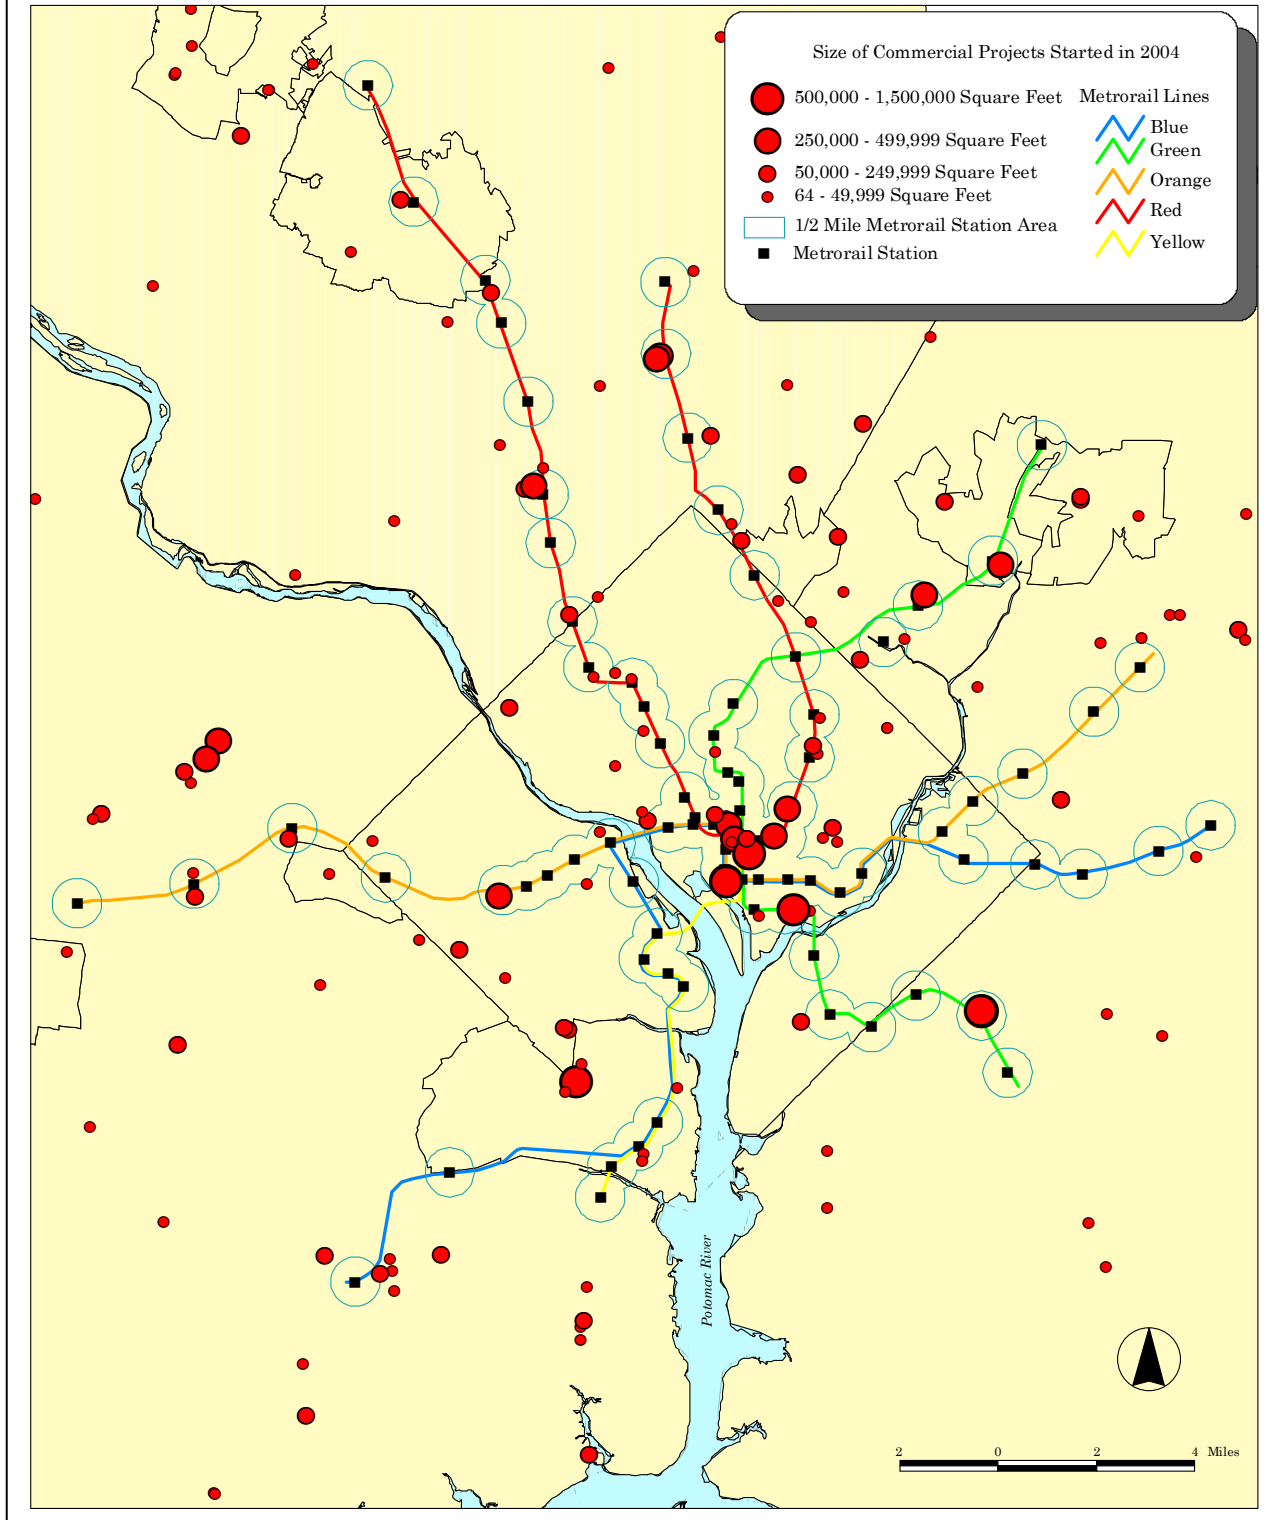 Size of Commercial Projects Started in 2004
500,000 - 1,500,000 Square Feet
250,000 - 499,999 Square Feet
50,000 - 249,999 Square Feet
64 - 49,999 Square Feet
1/2 Mile Metrorail Station Area
Metrorail Station
Metrorail Lines
Blue
Green
Orange
Red
Yellow
Potomac River
2 0 2 4 Miles